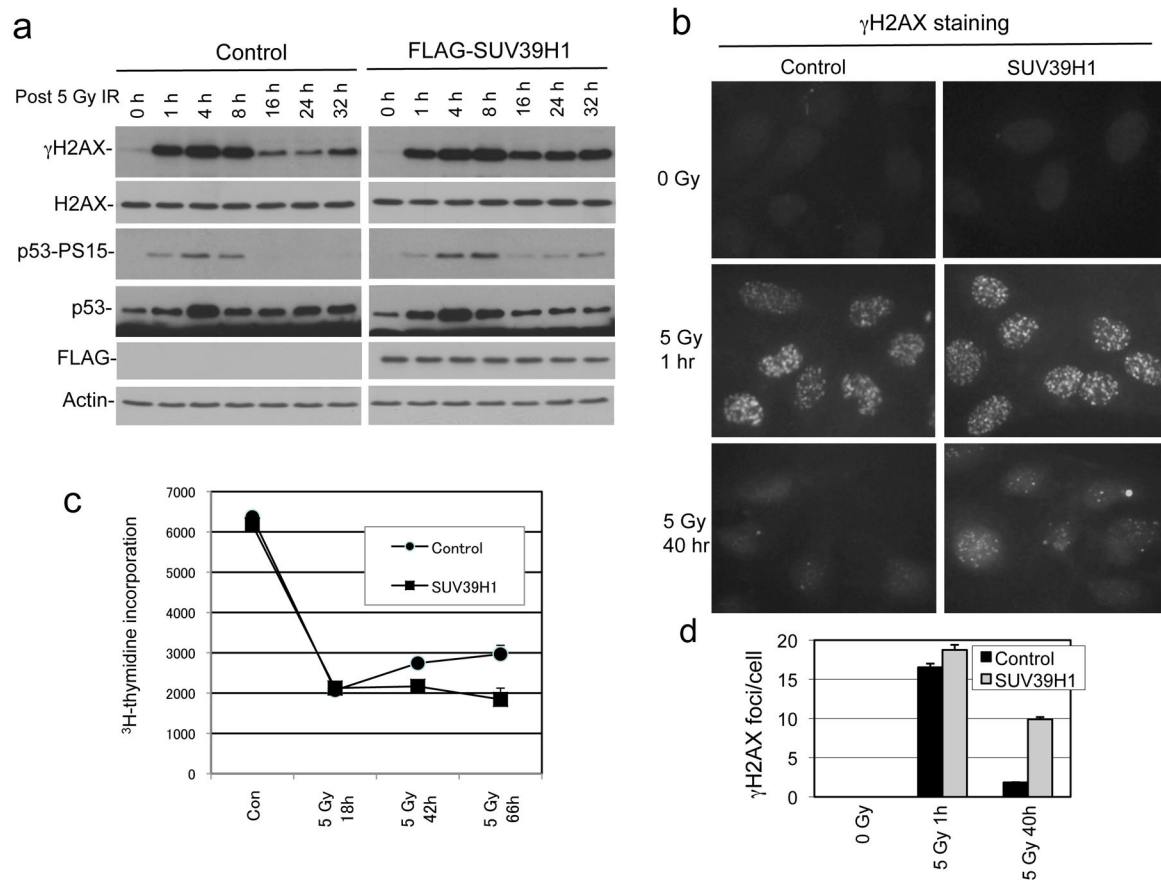 a
Control
FLAG-SUV39H1
Post 5 Gy IR
0 h
1 h
4 h
8 h
16 h
24 h
32 h
0 h
1 h
4 h
8 h
16 h
24 h
32 h
γH2AX-
H2AX-
p53-PS15-
p53-
FLAG-
Actin-
b
γH2AX staining
Control
SUV39H1
0 Gy
5 Gy
1 hr
5 Gy
40 hr
c
³H-thymidine incorporation
7000
6000
5000
4000
3000
2000
1000
0
Control
SUV39H1
Con
5 Gy
18h
5 Gy
42h
5 Gy
66h
d
γH2AX foci/cell
20
15
10
5
0
Control
SUV39H1
0 Gy
5 Gy 1h
5 Gy 40h